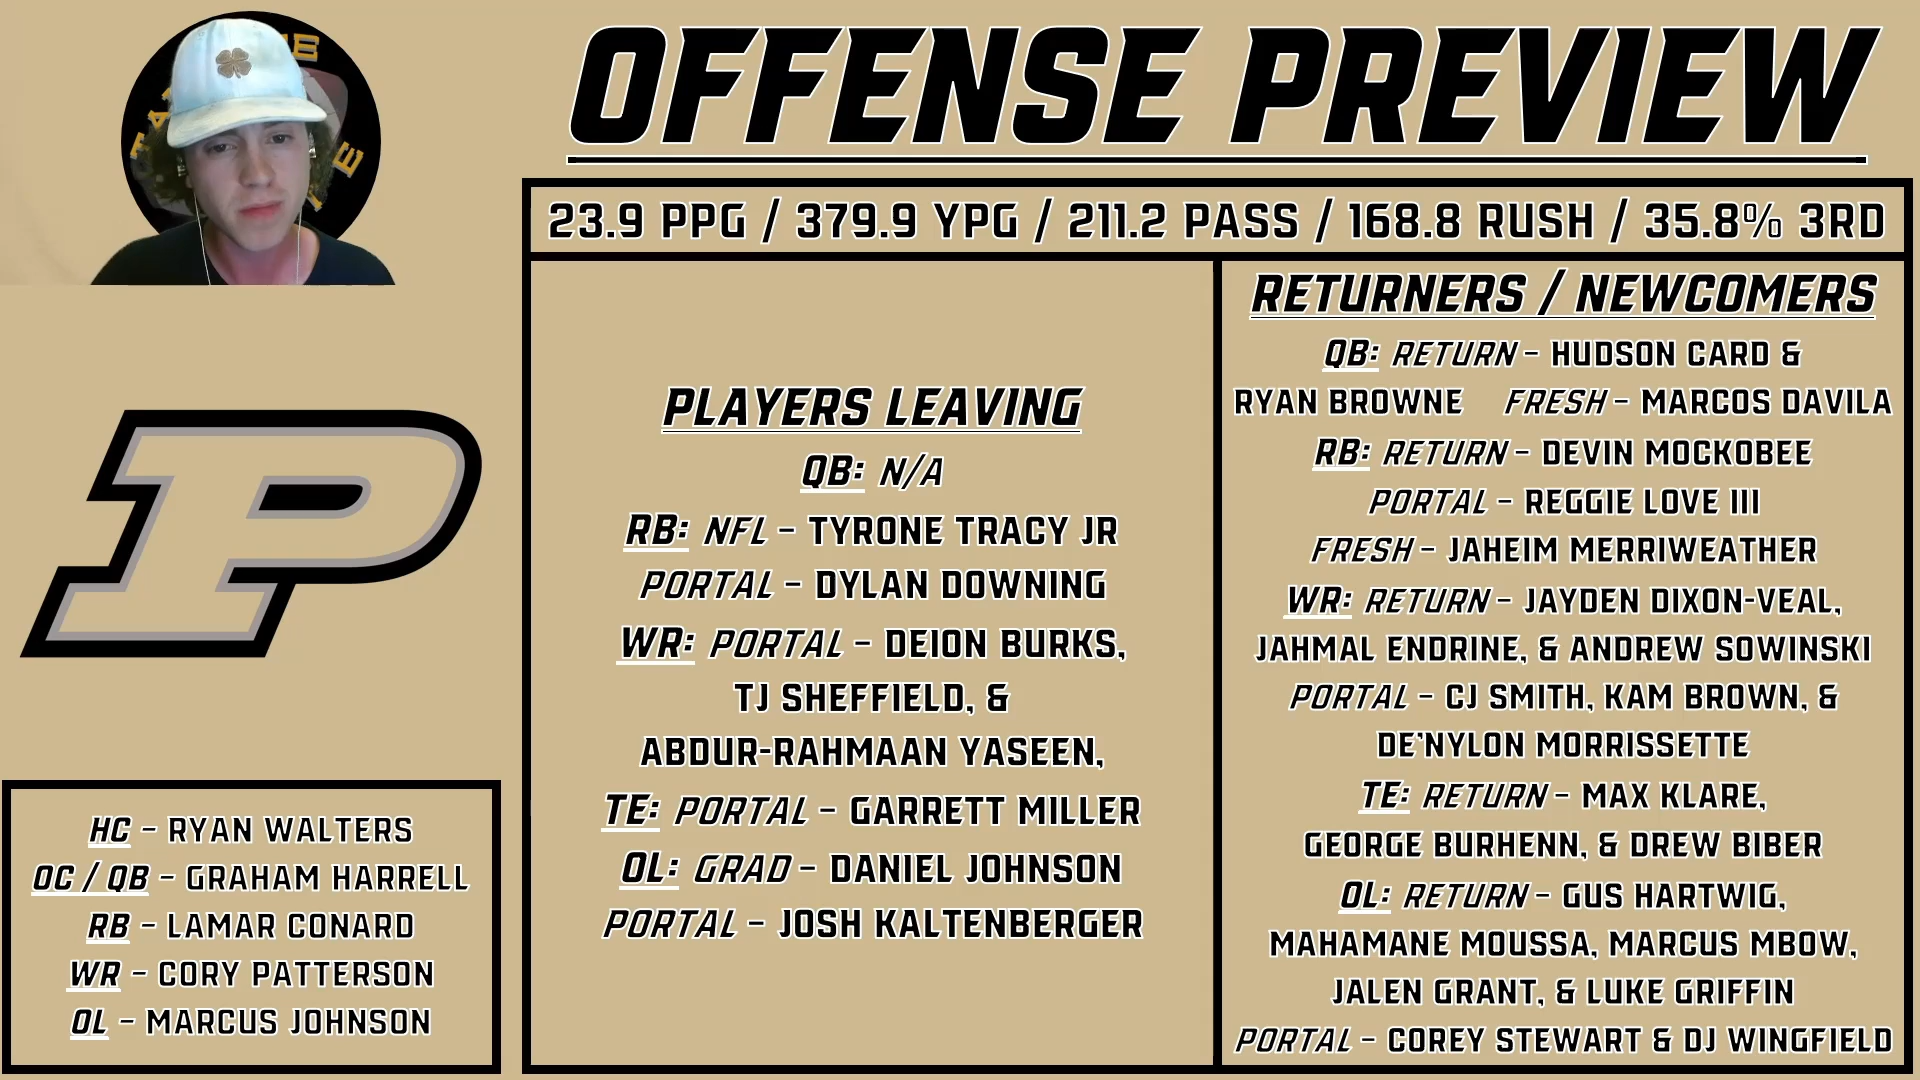 OFFENSE PREVIEW
23.9 PPG / 379.9 YPG / 211.2 PASS / 168.8 RUSH / 35.8% 3RD
PLAYERS LEAVING
QB: N/A
RB: NFL - TYRONE TRACY JR
PORTAL - DYLAN DOWNING
WR: PORTAL - DEION BURKS,
TJ SHEFFIELD, &
ABDUR-RAHMAAN YASEEN,
TE: PORTAL - GARRETT MILLER
OL: GRAD - DANIEL JOHNSON
PORTAL - JOSH KALTENBERGER
RETURNERS / NEWCOMERS
QB: RETURN - HUDSON CARD &
RYAN BROWNE FRESH - MARCOS DAVILA
RB: RETURN - DEVIN MOCKOBEE
PORTAL - REGGIE LOVE III
FRESH - JAHEIM MERRIWEATHER
WR: RETURN - JAYDEN DIXON-VEAL,
JAHMAL ENDRINE, & ANDREW SOWINSKI
PORTAL - CJ SMITH, KAM BROWN, &
DE'NYLON MORRISSETTE
TE: RETURN - MAX KLARE,
GEORGE BURHENN, & DREW BIBER
OL: RETURN - GUS HARTWIG,
MAHAMANE MOUSSA, MARCUS MBOW,
JALEN GRANT, & LUKE GRIFFIN
PORTAL - COREY STEWART & DJ WINGFIELD
P
HC - RYAN WALTERS
OC / QB - GRAHAM HARRELL
RB - LAMAR CONARD
WR - CORY PATTERSON
OL - MARCUS JOHNSON